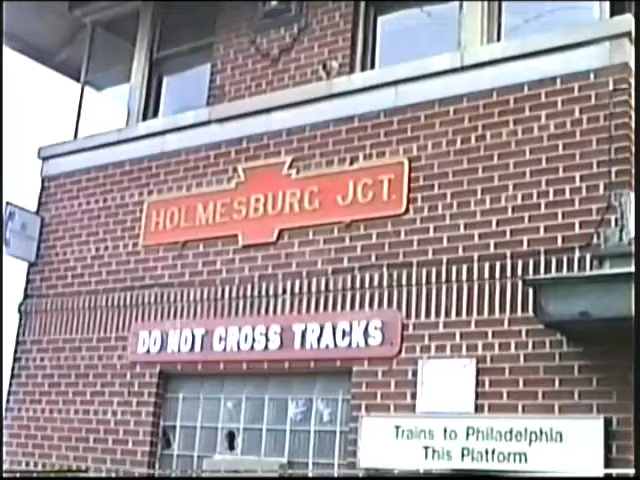 HOLMESBURG JCT.
DO NOT CROSS TRACKS
Trains to Philadelphia
This Platform